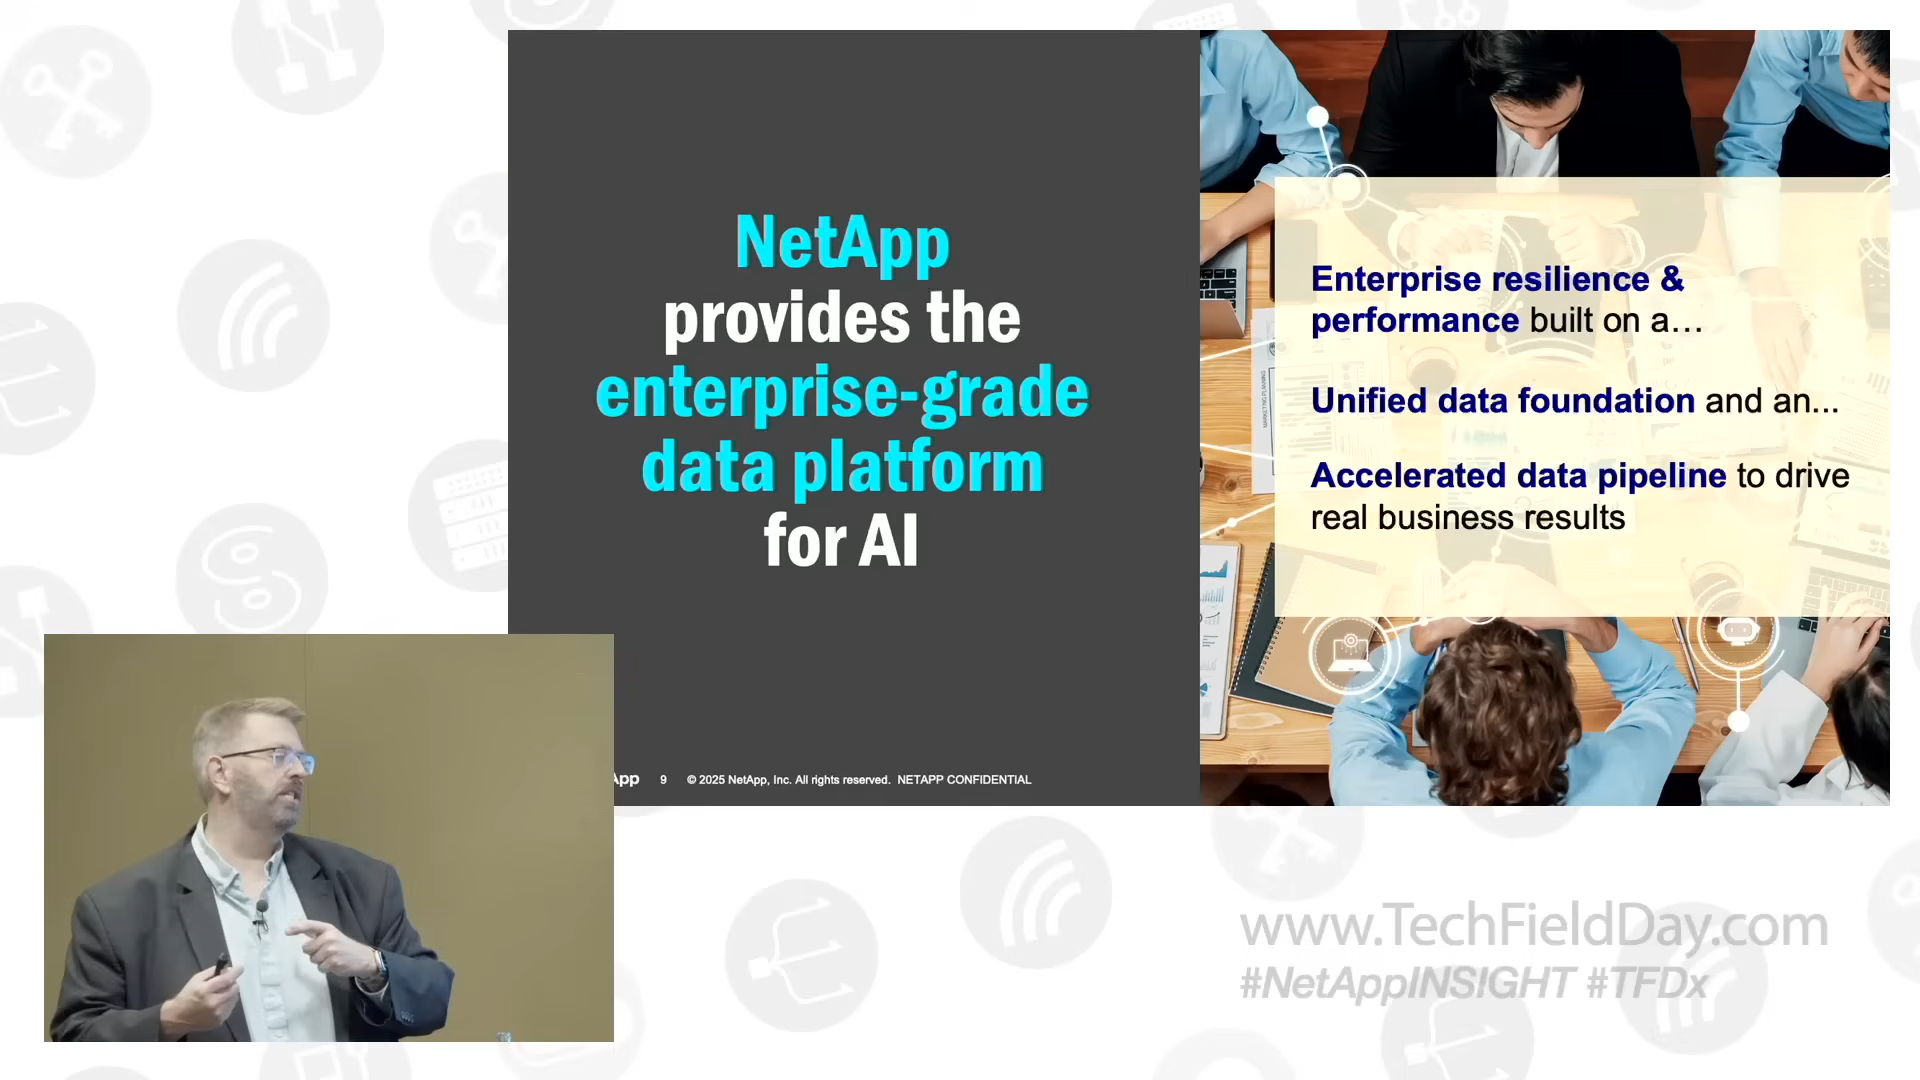 NetApp
provides the
enterprise-grade
data platform
for AI
Enterprise resilience &
performance built on a…
Unified data foundation and an...
Accelerated data pipeline to drive
real business results
App 9 © 2025 NetApp, Inc. All rights reserved. NETAPP CONFIDENTIAL
MARKETING PLANNING
www.TechFieldDay.com
#NetAppINSIGHT #TFDx